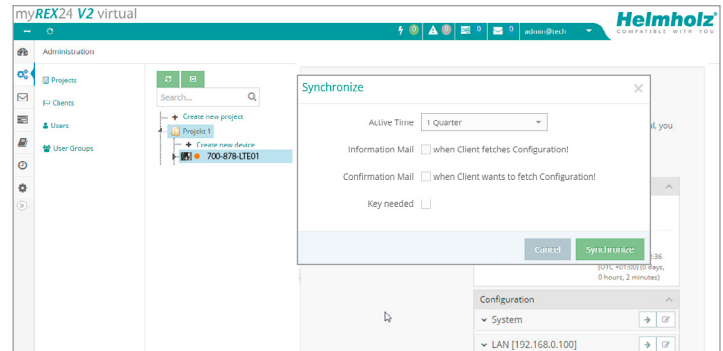 myREX24 V2 virtual
Helmholz®
COMPATIBLE WITH YOU
0 0 0 0 admin@tech
Administration
Projects
Clients
Users
User Groups
Search...
Create new project
Projekt 1
Create new device
700-878-LTE01
Synchronize
Active Time 1 Quarter
Information Mail when Client fetches Configuration!
Confirmation Mail when Client wants to fetch Configuration!
Key needed
Cancel Synchronize
l, you
2:36
(UTC +01:00) (0 days,
0 hours, 2 minutes)
Configuration
System
LAN [192.168.0.100]